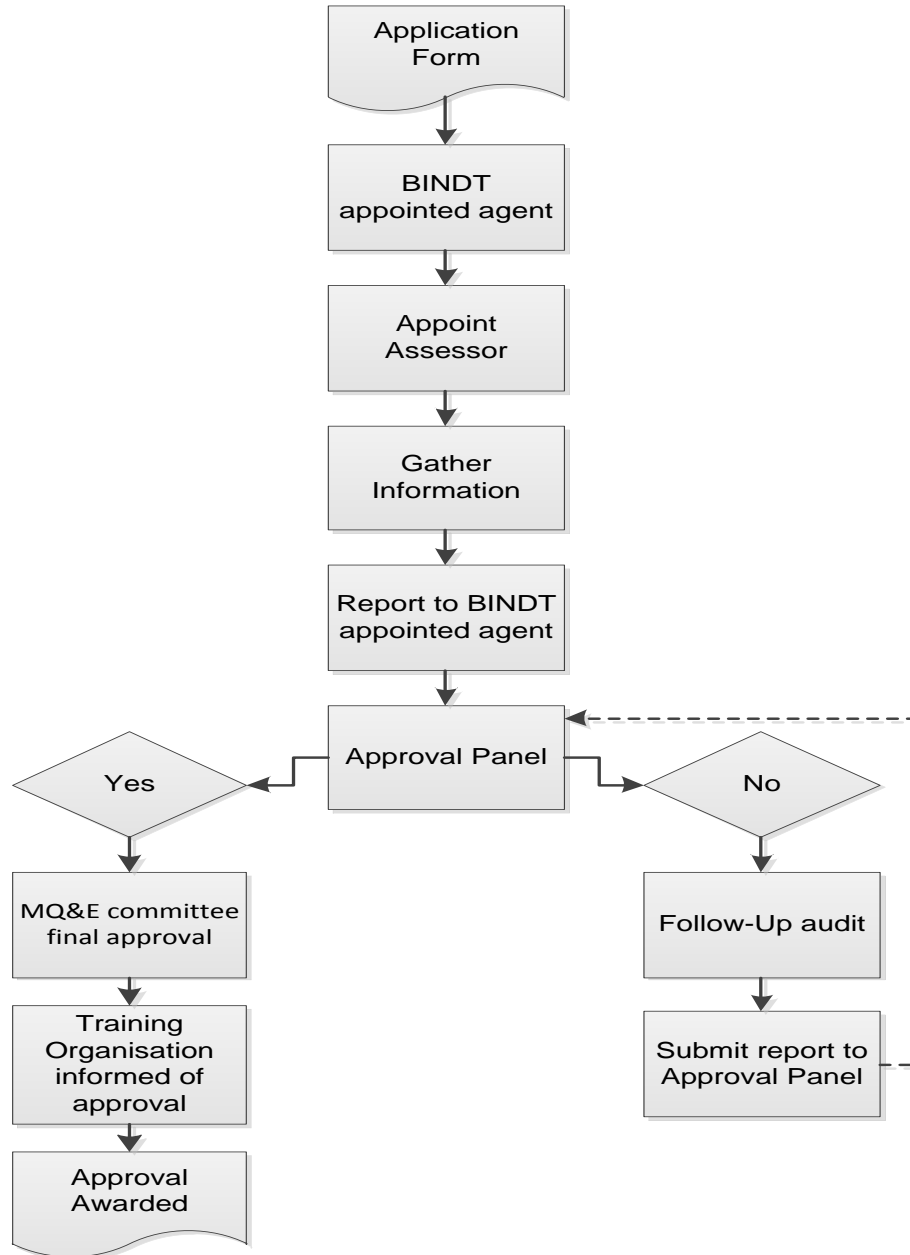 Application
Form
BINDT
appointed agent
Appoint
Assessor
Gather
Information
Report to BINDT
appointed agent
Approval Panel
Yes
No
MQ&E committee
final approval
Follow-Up audit
Training
Organisation
informed of
approval
Submit report to
Approval Panel
Approval
Awarded